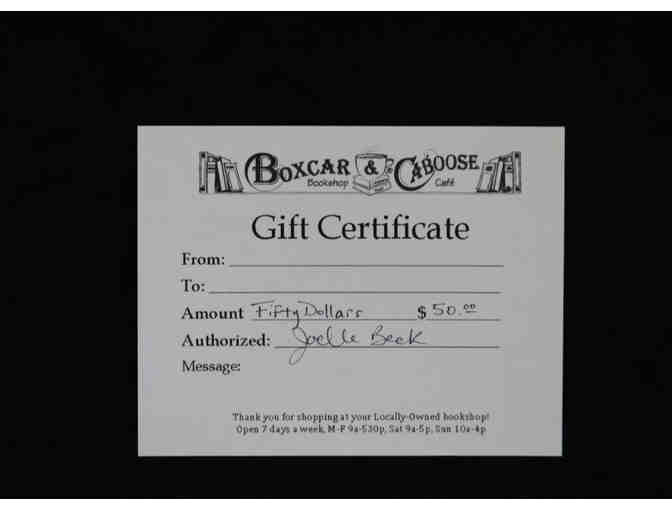 BOXCAR & CABOOSE
Bookshop Café
Gift Certificate
From:
To:
Amount Fifty Dollars $ 50.00
Authorized: Joelle Beck
Message:
Thank you for shopping at your Locally-Owned bookshop!
Open 7 days a week, M-F 9a-530p, Sat 9a-5p, Sun 10a-4p